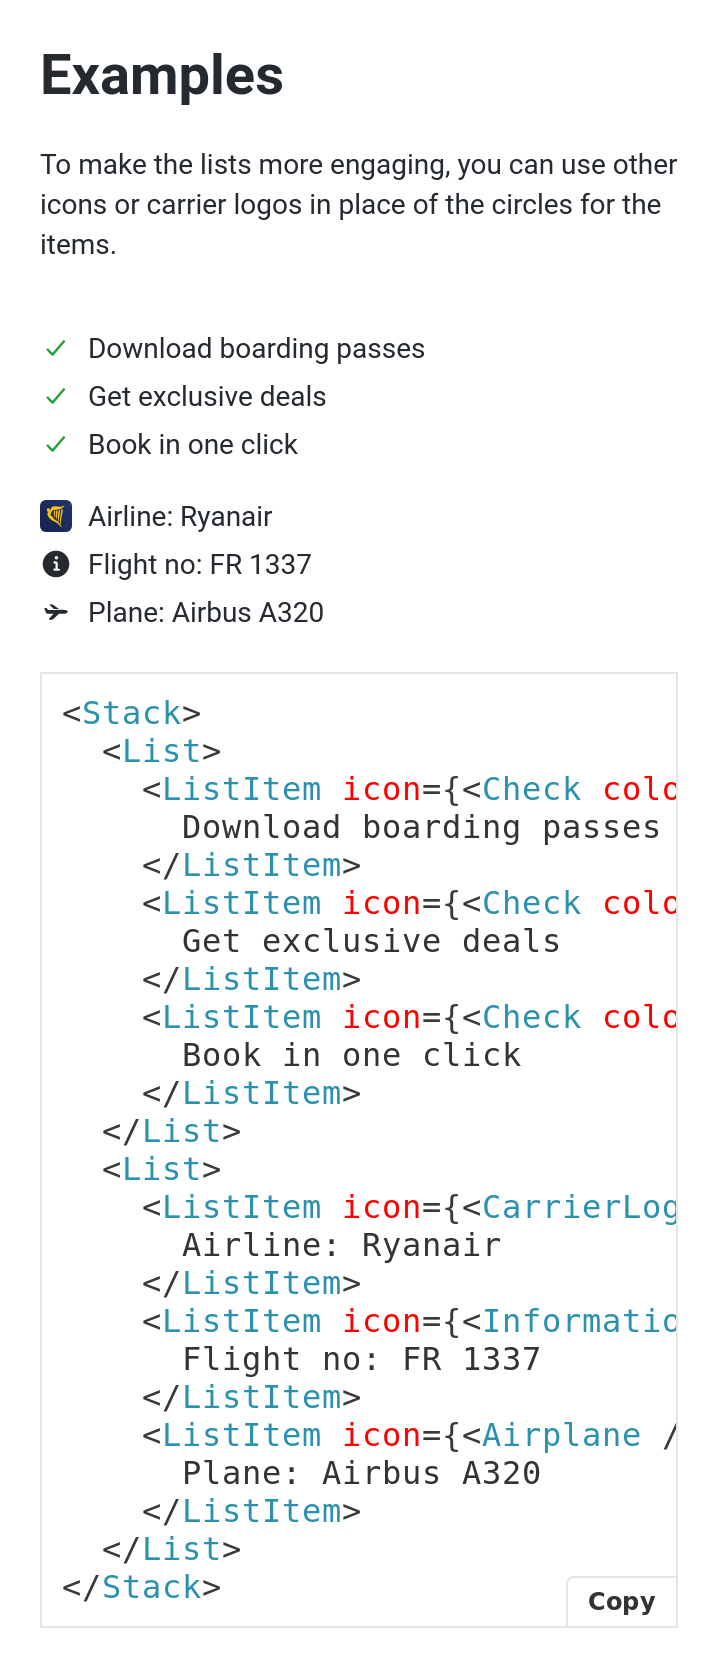 Examples
To make the lists more engaging, you can use other
icons or carrier logos in place of the circles for the
items.
Download boarding passes
Get exclusive deals
Book in one click
Airline: Ryanair
Flight no: FR 1337
Plane: Airbus A320
<Stack>
  <List>
    <ListItem icon={<Check colo
      Download boarding passes
    </ListItem>
    <ListItem icon={<Check colo
      Get exclusive deals
    </ListItem>
    <ListItem icon={<Check colo
      Book in one click
    </ListItem>
  </List>
  <List>
    <ListItem icon={<CarrierLog
      Airline: Ryanair
    </ListItem>
    <ListItem icon={<Informatio
      Flight no: FR 1337
    </ListItem>
    <ListItem icon={<Airplane /
      Plane: Airbus A320
    </ListItem>
  </List>
</Stack>
Copy